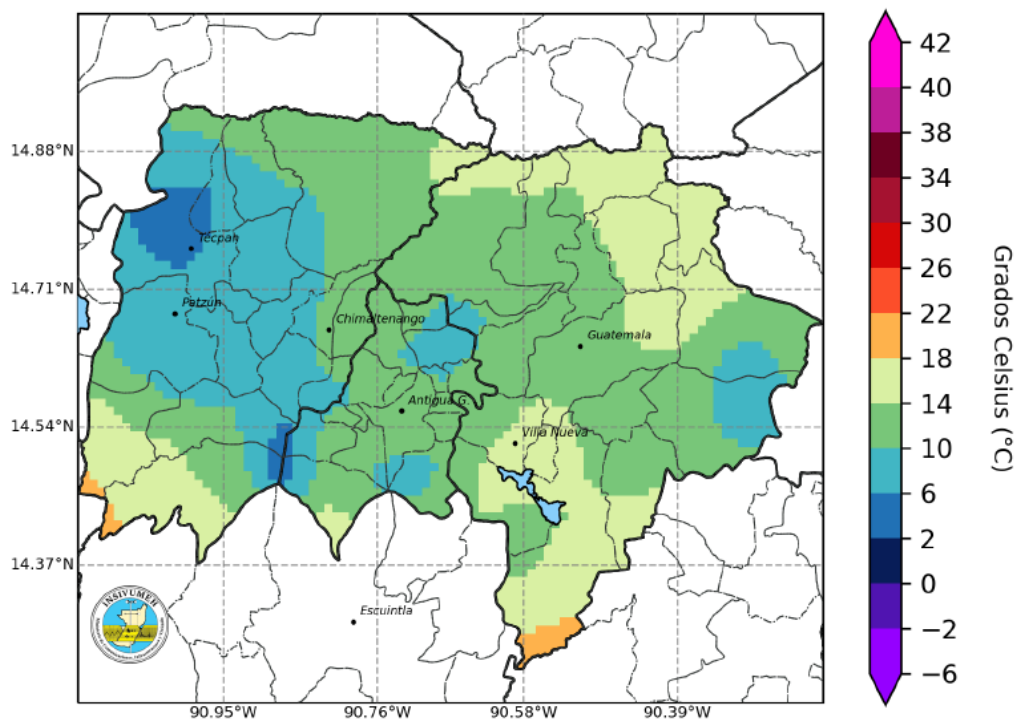 14.88°N
14.71°N
14.54°N
14.37°N
Tecpán
Patzún
Chimaltenango
Guatemala
Antigua G.
Villa Nueva
Escuintla
INSIVUMEH
90.95°W
90.76°W
90.58°W
90.39°W
42
40
38
34
30
26
22
18
14
10
6
2
0
−2
−6
Grados Celsius (°C)